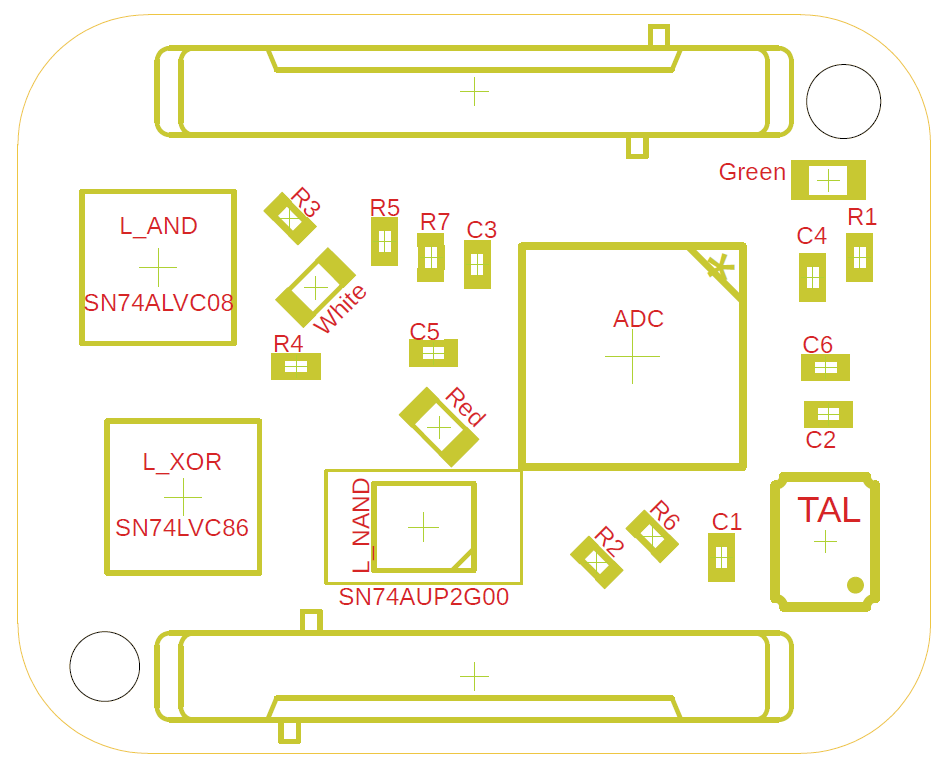 Green
R3
R5
R7
C3
R1
C4
L_AND
SN74ALVC08
White
ADC
C5
R4
C6
Red
C2
L_XOR
SN74LVC86
L_NAND
SN74AUP2G00
R2
R6
C1
TAL